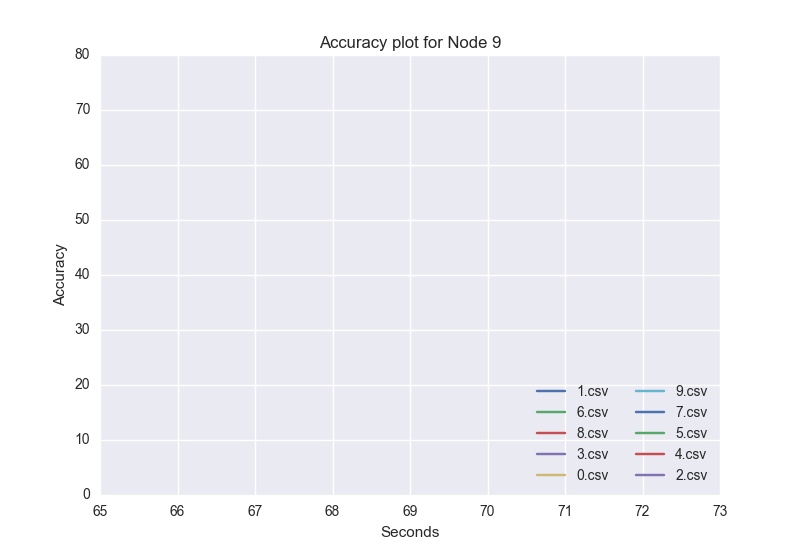 Accuracy plot for Node 9
80
70
60
50
40
30
20
10
0
Accuracy
1.csv 9.csv
6.csv 7.csv
8.csv 5.csv
3.csv 4.csv
0.csv 2.csv
65 66 67 68 69 70 71 72 73
Seconds